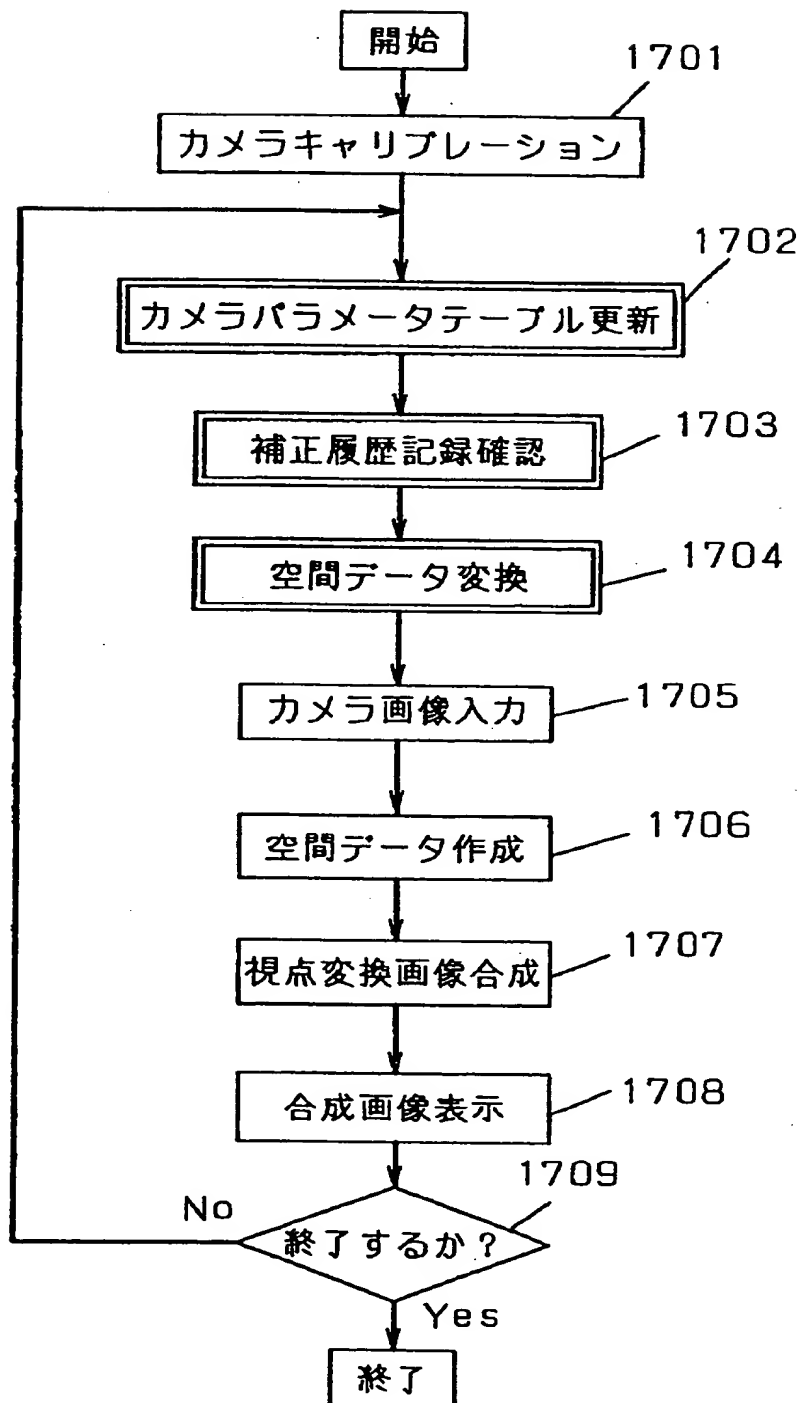 開始
1701
カメラキャリブレーション
1702
カメラパラメータテーブル更新
1703
補正履歴記録確認
1704
空間データ変換
1705
カメラ画像入力
1706
空間データ作成
1707
視点変換画像合成
1708
合成画像表示
1709
No
終了するか?
Yes
終了